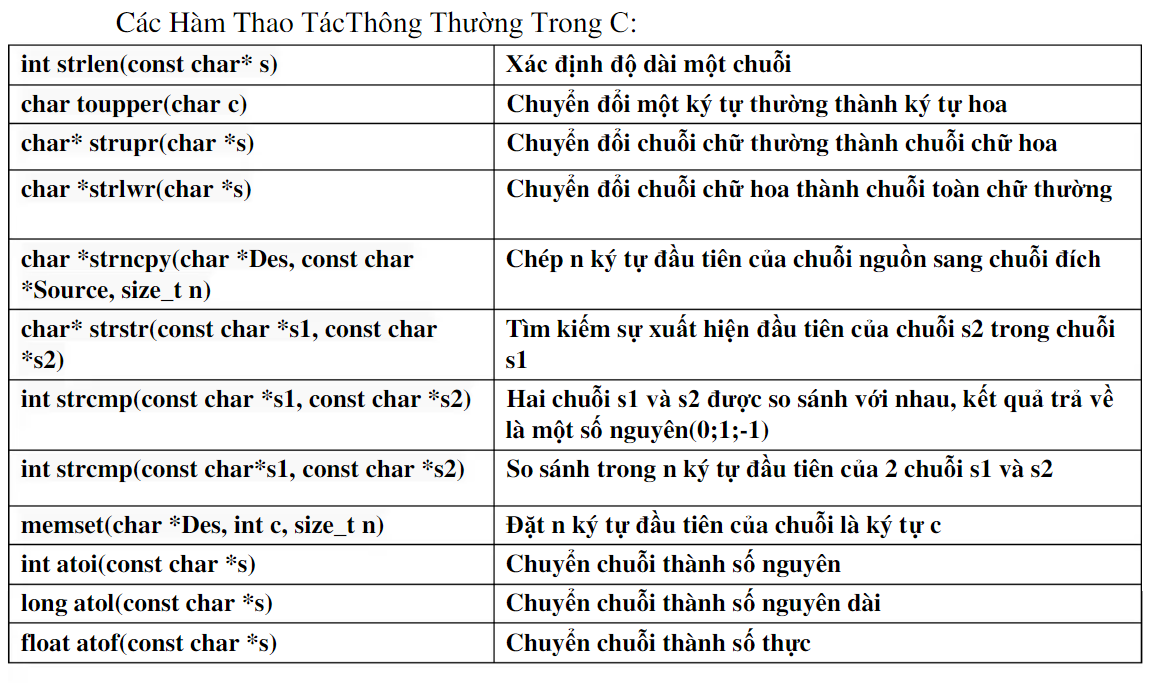 Các Hàm Thao TácThông Thường Trong C:
int strlen(const char* s)
Xác định độ dài một chuỗi
char toupper(char c)
Chuyển đổi một ký tự thường thành ký tự hoa
char* strupr(char *s)
Chuyển đổi chuỗi chữ thường thành chuỗi chữ hoa
char *strlwr(char *s)
Chuyển đổi chuỗi chữ hoa thành chuỗi toàn chữ thường
char *strncpy(char *Des, const char
*Source, size_t n)
Chép n ký tự đầu tiên của chuỗi nguồn sang chuỗi đích
char* strstr(const char *s1, const char
*s2)
Tìm kiếm sự xuất hiện đầu tiên của chuỗi s2 trong chuỗi
s1
int strcmp(const char *s1, const char *s2)
Hai chuỗi s1 và s2 được so sánh với nhau, kết quả trả về
là một số nguyên(0;1;-1)
int strcmp(const char*s1, const char *s2)
So sánh trong n ký tự đầu tiên của 2 chuỗi s1 và s2
memset(char *Des, int c, size_t n)
Đặt n ký tự đầu tiên của chuỗi là ký tự c
int atoi(const char *s)
Chuyển chuỗi thành số nguyên
long atol(const char *s)
Chuyển chuỗi thành số nguyên dài
float atof(const char *s)
Chuyển chuỗi thành số thực